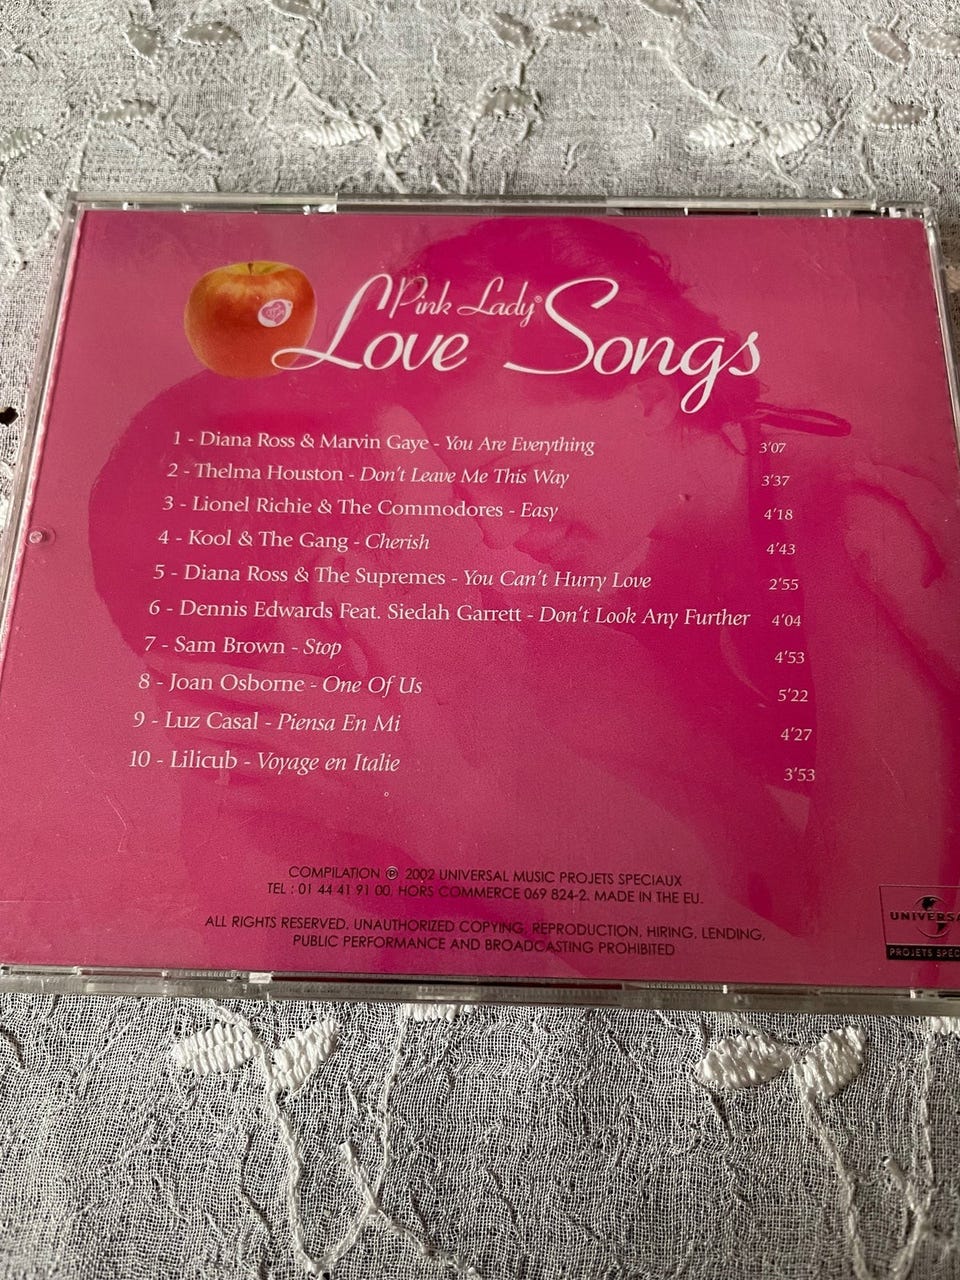 Pink Lady®
Love Songs
1 - Diana Ross & Marvin Gaye - You Are Everything 3'07
2 - Thelma Houston - Don't Leave Me This Way 3'37
3 - Lionel Richie & The Commodores - Easy 4'18
4 - Kool & The Gang - Cherish 4'43
5 - Diana Ross & The Supremes - You Can't Hurry Love 2'55
6 - Dennis Edwards Feat. Siedah Garrett - Don't Look Any Further 4'04
7 - Sam Brown - Stop 4'53
8 - Joan Osborne - One Of Us 5'22
9 - Luz Casal - Piensa En Mi 4'27
10 - Lilicub - Voyage en Italie 3'53
COMPILATION ℗ 2002 UNIVERSAL MUSIC PROJETS SPECIAUX
TEL : 01 44 41 91 00. HORS COMMERCE 069 824-2. MADE IN THE EU.
ALL RIGHTS RESERVED. UNAUTHORIZED COPYING, REPRODUCTION, HIRING, LENDING,
PUBLIC PERFORMANCE AND BROADCASTING PROHIBITED
UNIVERSA
PROJETS SPEC